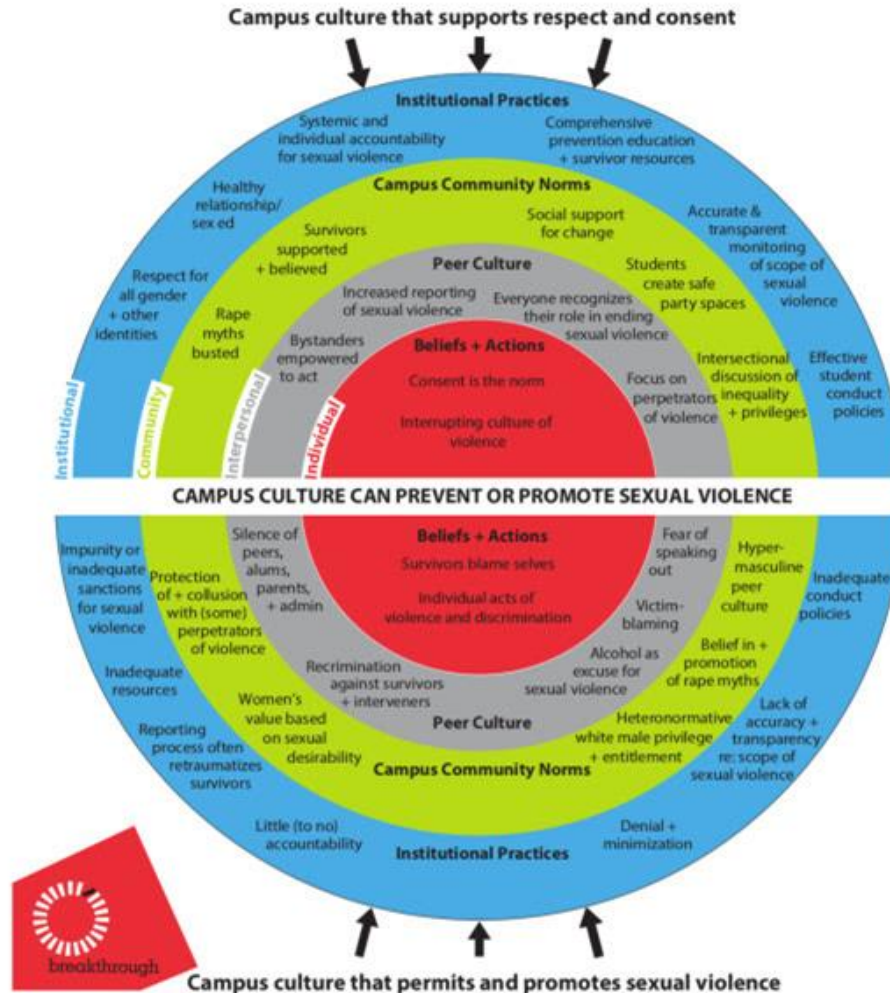 Campus culture that supports respect and consent
Institutional Practices
Systemic and
individual accountability
for sexual violence
Comprehensive
prevention education
+ survivor resources
Healthy
relationship/
sex ed
Respect for
all gender
+ other
identities
Accurate &
transparent
monitoring
of scope of
sexual
violence
Effective
student
conduct
policies
Campus Community Norms
Survivors
supported
+ believed
Social support
for change
Rape
myths
busted
Students
create safe
party spaces
Intersectional
discussion of
inequality
+ privileges
Peer Culture
Increased reporting
of sexual violence
Everyone recognizes
their role in ending
sexual violence
Bystanders
empowered
to act
Focus on
perpetrators
of violence
Beliefs + Actions
Consent is the norm
Interrupting culture of
violence
Institutional
Community
Interpersonal
Individual
CAMPUS CULTURE CAN PREVENT OR PROMOTE SEXUAL VIOLENCE
Beliefs + Actions
Survivors blame selves
Individual acts of
violence and discrimination
Silence of
peers,
alums,
parents,
+ admin
Fear of
speaking
out
Victim-
blaming
Recrimination
against survivors
+ interveners
Alcohol as
excuse for
sexual violence
Peer Culture
Protection
of + collusion
with (some)
perpetrators
of violence
Hyper-
masculine
peer
culture
Belief in +
promotion
of rape myths
Women's
value based
on sexual
desirability
Heteronormative
white male privilege
+ entitlement
Campus Community Norms
Impunity or
inadequate
sanctions
for sexual
violence
Inadequate
conduct
policies
Inadequate
resources
Reporting
process often
retraumatizes
survivors
Lack of
accuracy +
transparency
re: scope of
sexual violence
Little (to no)
accountability
Denial +
minimization
Institutional Practices
breakthrough
Campus culture that permits and promotes sexual violence